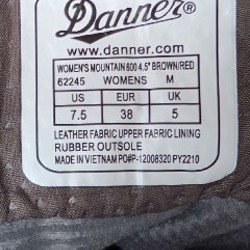 Danner®
www.danner.com
WOMEN'S MOUNTAIN 600 4.5" BROWN/RED
62245 WOMENS M
US EUR UK
7.5 38 5
LEATHER FABRIC UPPER FABRIC LINING
RUBBER OUTSOLE
MADE IN VIETNAM PO#P-12008320 PY2210